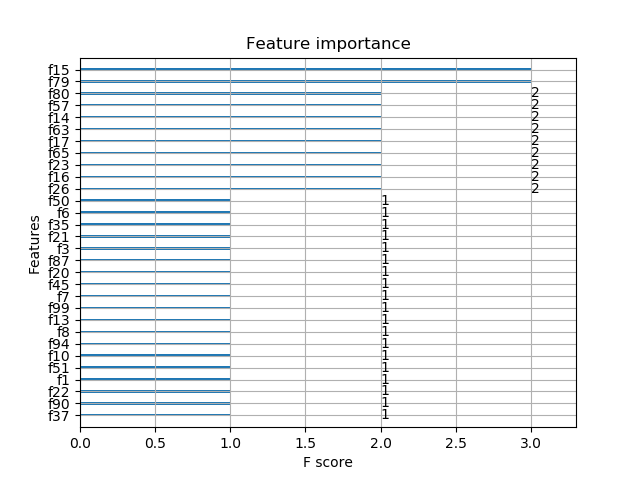 Feature importance
f15
f79
f80 2
f57 2
f14 2
f63 2
f17 2
f65 2
f23 2
f16 2
f26 2
f50 1
f6 1
f35 1
f21 1
f3 1
f87 1
f20 1
f45 1
f7 1
f99 1
f13 1
f8 1
f94 1
f10 1
f51 1
f1 1
f22 1
f90 1
f37 1
Features
0.0 0.5 1.0 1.5 2.0 2.5 3.0
F score